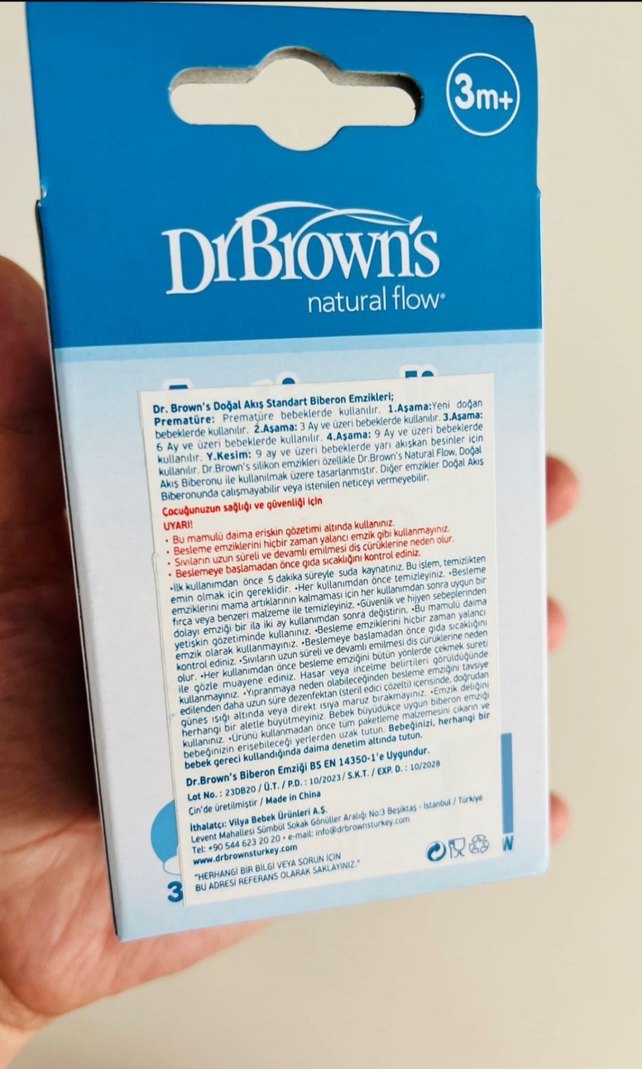 3m+
Dr Brown's
natural flow®
Dr. Brown's Doğal Akış Standart Biberon Emzikleri;
Prematüre: Prematüre bebeklerde kullanılır. 1.Aşama:Yeni doğan
bebeklerde kullanılır. 2.Aşama: 3 Ay ve üzeri bebeklerde kullanılır. 3.Aşama:
6 Ay ve üzeri bebeklerde kullanılır. 4.Aşama: 9 Ay ve üzeri bebeklerde
kullanılır. Y.Kesim: 9 ay ve üzeri bebeklerde yarı akışkan besinler için
kullanılır. Dr.Brown's silikon emzikleri özellikle Dr.Brown's Natural Flow, Doğal
Akış Biberonu ile kullanılmak üzere tasarlanmıştır. Diğer emzikler Doğal Akış
Biberonunda çalışmayabilir veya istenilen neticeyi vermeyebilir.
Çocuğunuzun sağlığı ve güvenliği için
UYARI!
• Bu mamulü daima erişkin gözetimi altında kullanınız.
• Besleme emziklerini hiçbir zaman yalancı emzik gibi kullanmayınız.
• Sıvıların uzun süreli ve devamlı emilmesi diş çürüklerine neden olur.
• Beslemeye başlamadan önce gıda sıcaklığını kontrol ediniz.
•İlk kullanımdan önce 5 dakika süreyle suda kaynatınız. Bu işlem, temizlikten
emin olmak için gereklidir. •Her kullanımdan önce temizleyiniz. •Besleme
emziklerini mama artıklarının kalmaması için her kullanımdan sonra uygun bir
fırça veya benzeri malzeme ile temizleyiniz. •Güvenlik ve hijyen sebeplerinden
dolayı emziği bir ila iki ay kullanımdan sonra değiştirin. •Bu mamulü daima
yetişkin gözetiminde kullanınız. •Besleme emziklerini hiçbir zaman yalancı
emzik olarak kullanmayınız. •Beslemeye başlamadan önce gıda sıcaklığını
kontrol ediniz. •Sıvıların uzun süreli ve devamlı emilmesi diş çürüklerine neden
olur. •Her kullanımdan önce besleme emziğini bütün yönlerde çekmek sureti
ile gözle muayene ediniz. Hasar veya incelme belirtileri görüldüğünde
kullanmayınız. •Yıpranmaya neden olabileceğinden besleme emziğini tavsiye
edilenden daha uzun süre dezenfektan (steril edici çözelti) içerisinde, doğrudan
güneş ışığı altında veya direkt ısıya maruz bırakmayınız. •Emzik deliğini
herhangi bir aletle büyütmeyiniz. Bebek büyüdükçe uygun biberon emziği
kullanınız. •Ürünü kullanmadan önce tüm paketleme malzemesini çıkarın ve
bebeğinizin erişebileceği yerlerden uzak tutun. Bebeğinizi, herhangi bir
bebek gereci kullandığında daima denetim altında tutun.
Dr.Brown's Biberon Emziği BS EN 14350-1'e Uygundur.
Lot No. : 23DB20 / Ü.T. / P.D. : 10/2023 / S.K.T. / EXP. D. : 10/2028
Çin'de üretilmiştir / Made in China
İthalatçı: Vilya Bebek Ürünleri A.Ş.
Levent Mahallesi Sümbül Sokak Gönüller Aralığı No:3 Beşiktaş - İstanbul / Türkiye
Tel: +90 544 623 20 20 • e-mail: info@drbrownsturkey.com
www.drbrownsturkey.com
"HERHANGİ BİR BİLGİ VEYA SORUN İÇİN
BU ADRESİ REFERANS OLARAK SAKLAYINIZ."
3
W